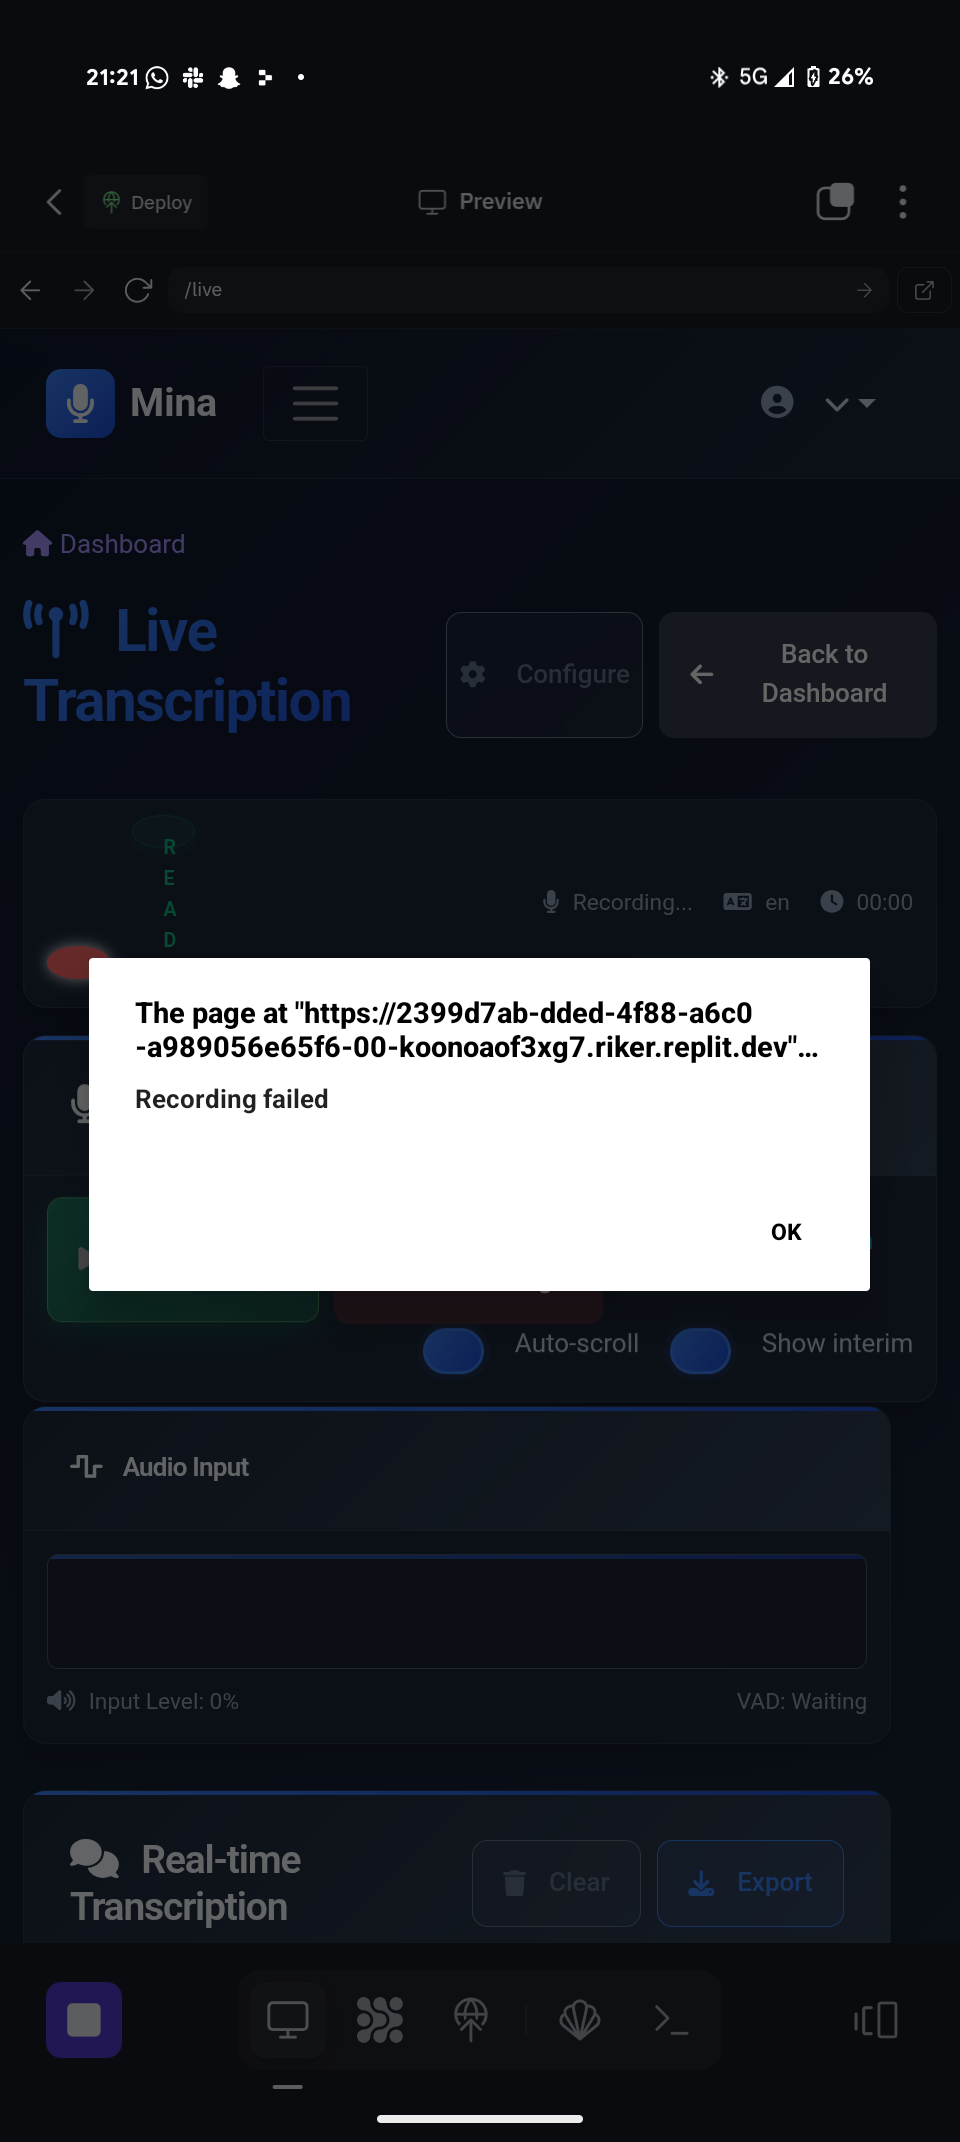 21:21
5G 26%
Deploy
Preview
/live
Mina
Dashboard
Live
Transcription
Configure
Back to
Dashboard
R
E
A
D
Recording...
en
00:00
The page at "https://2399d7ab-dded-4f88-a6c0
-a989056e65f6-00-koonoaof3xg7.riker.replit.dev"...
Recording failed
OK
Auto-scroll
Show interim
Audio Input
Input Level: 0%
VAD: Waiting
Real-time
Transcription
Clear
Export